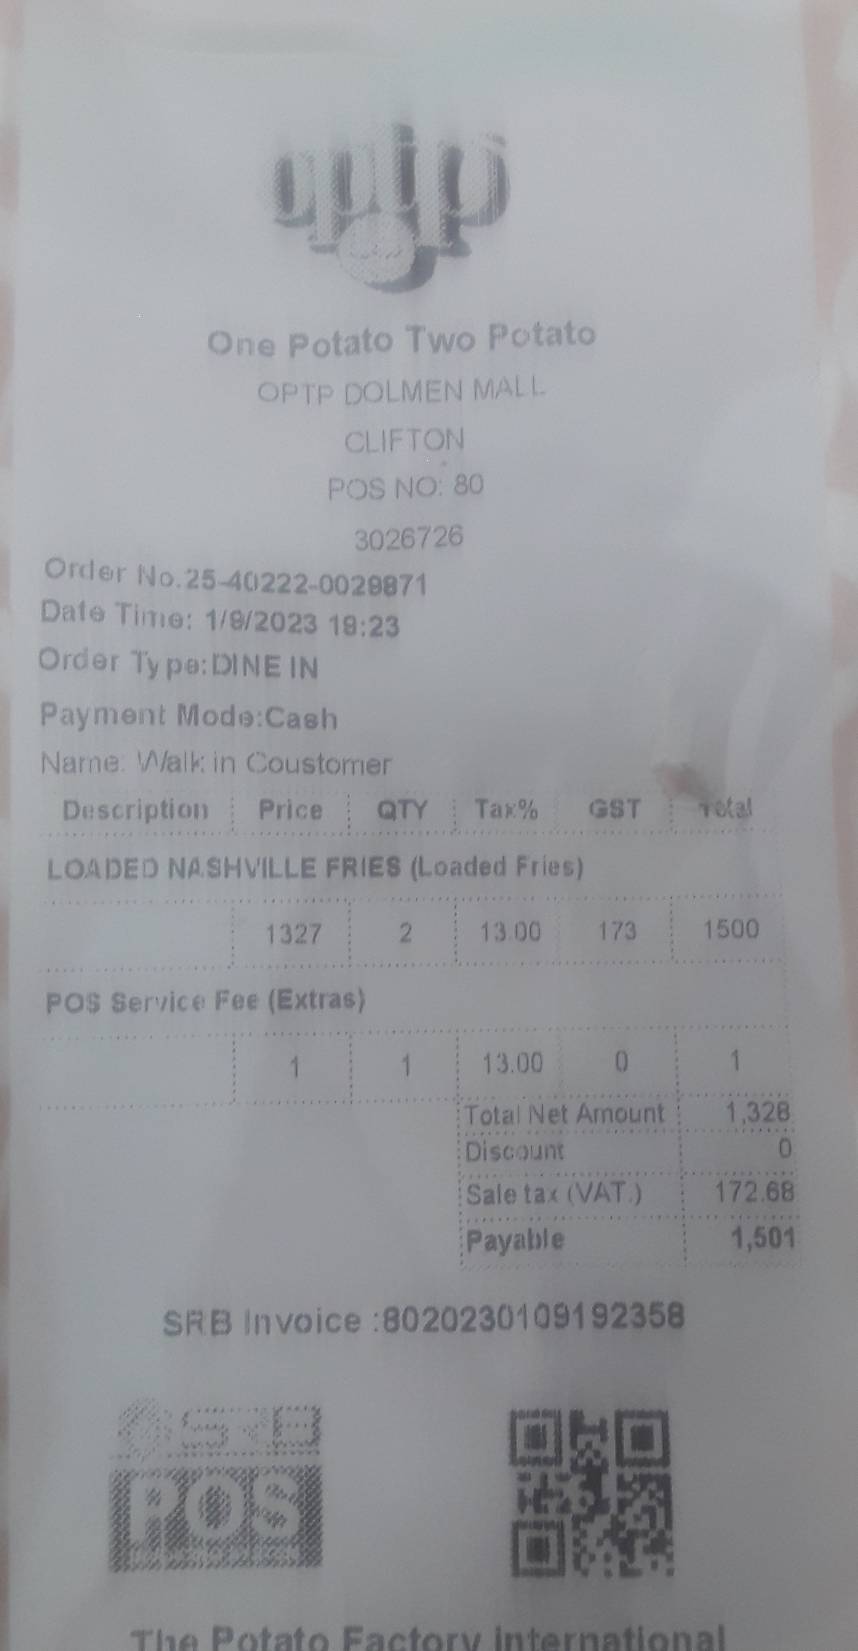 optp
One Potato Two Potato
OPTP DOLMEN MALL
CLIFTON
POS NO: 80
3026726
Order No.25-40222-0029871
Date Time: 1/9/2023 19:23
Order Type:DINE IN
Payment Mode:Cash
Name: Walk in Coustomer
Description Price QTY Tax% GST Total
LOADED NASHVILLE FRIES (Loaded Fries)
1327 2 13.00 173 1500
POS Service Fee (Extras)
1 1 13.00 0 1
Total Net Amount 1,328
Discount 0
Sale tax (VAT.) 172.68
Payable 1,501
SRB Invoice :8020230109192358
SRB
POS
The Potato Factory International